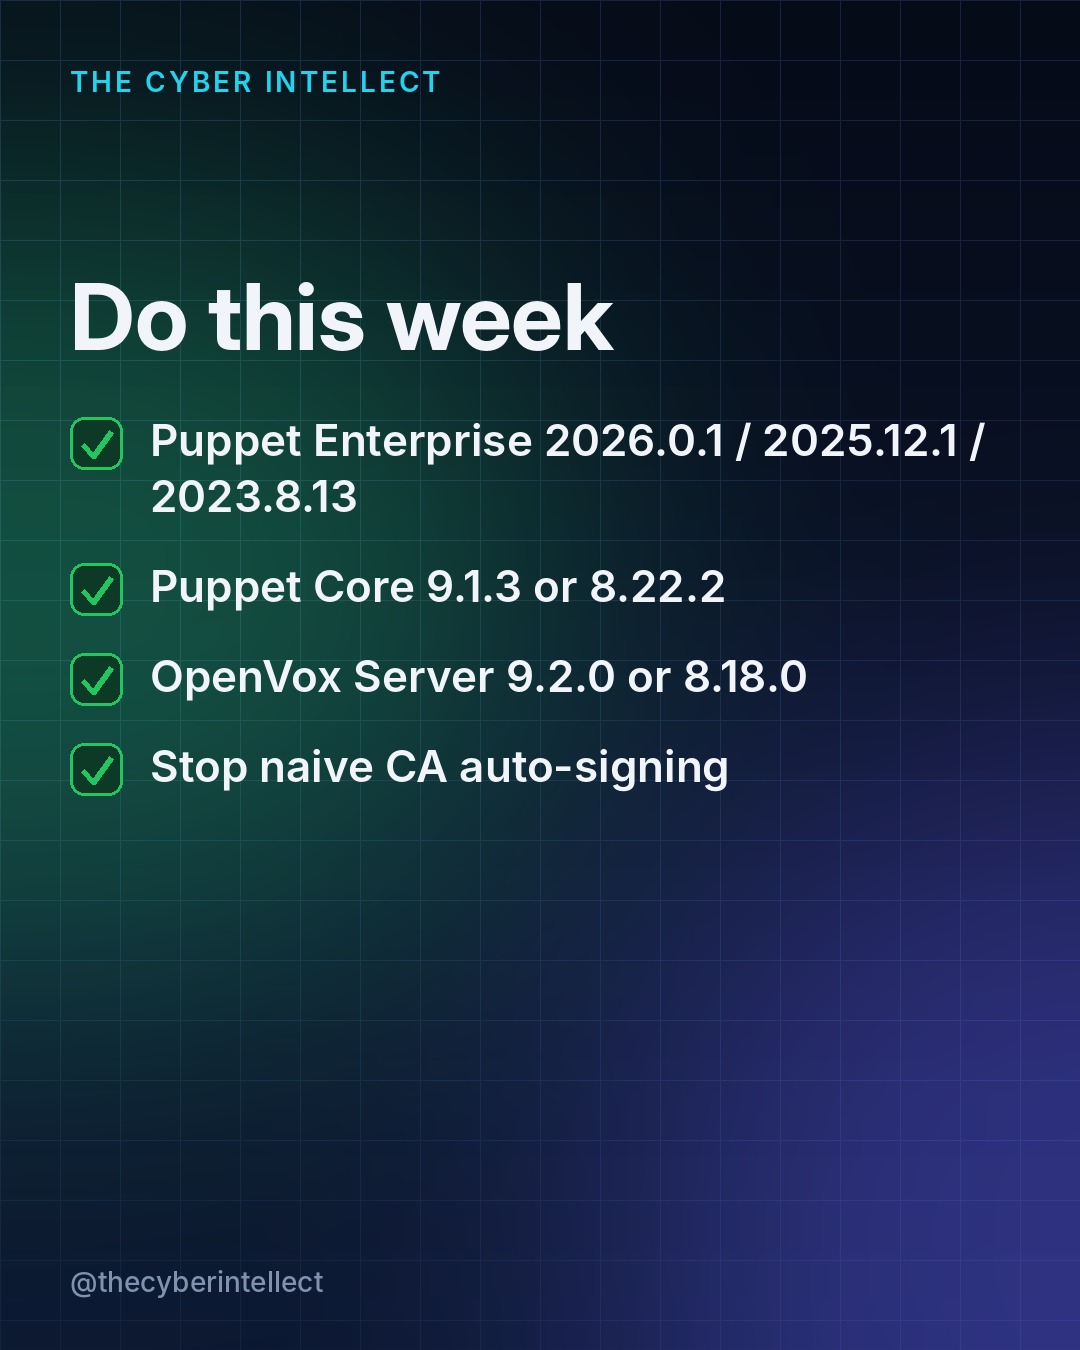 THE CYBER INTELLECT
Do this week
Puppet Enterprise 2026.0.1 / 2025.12.1 /
2023.8.13
Puppet Core 9.1.3 or 8.22.2
OpenVox Server 9.2.0 or 8.18.0
Stop naive CA auto-signing
@thecyberintellect